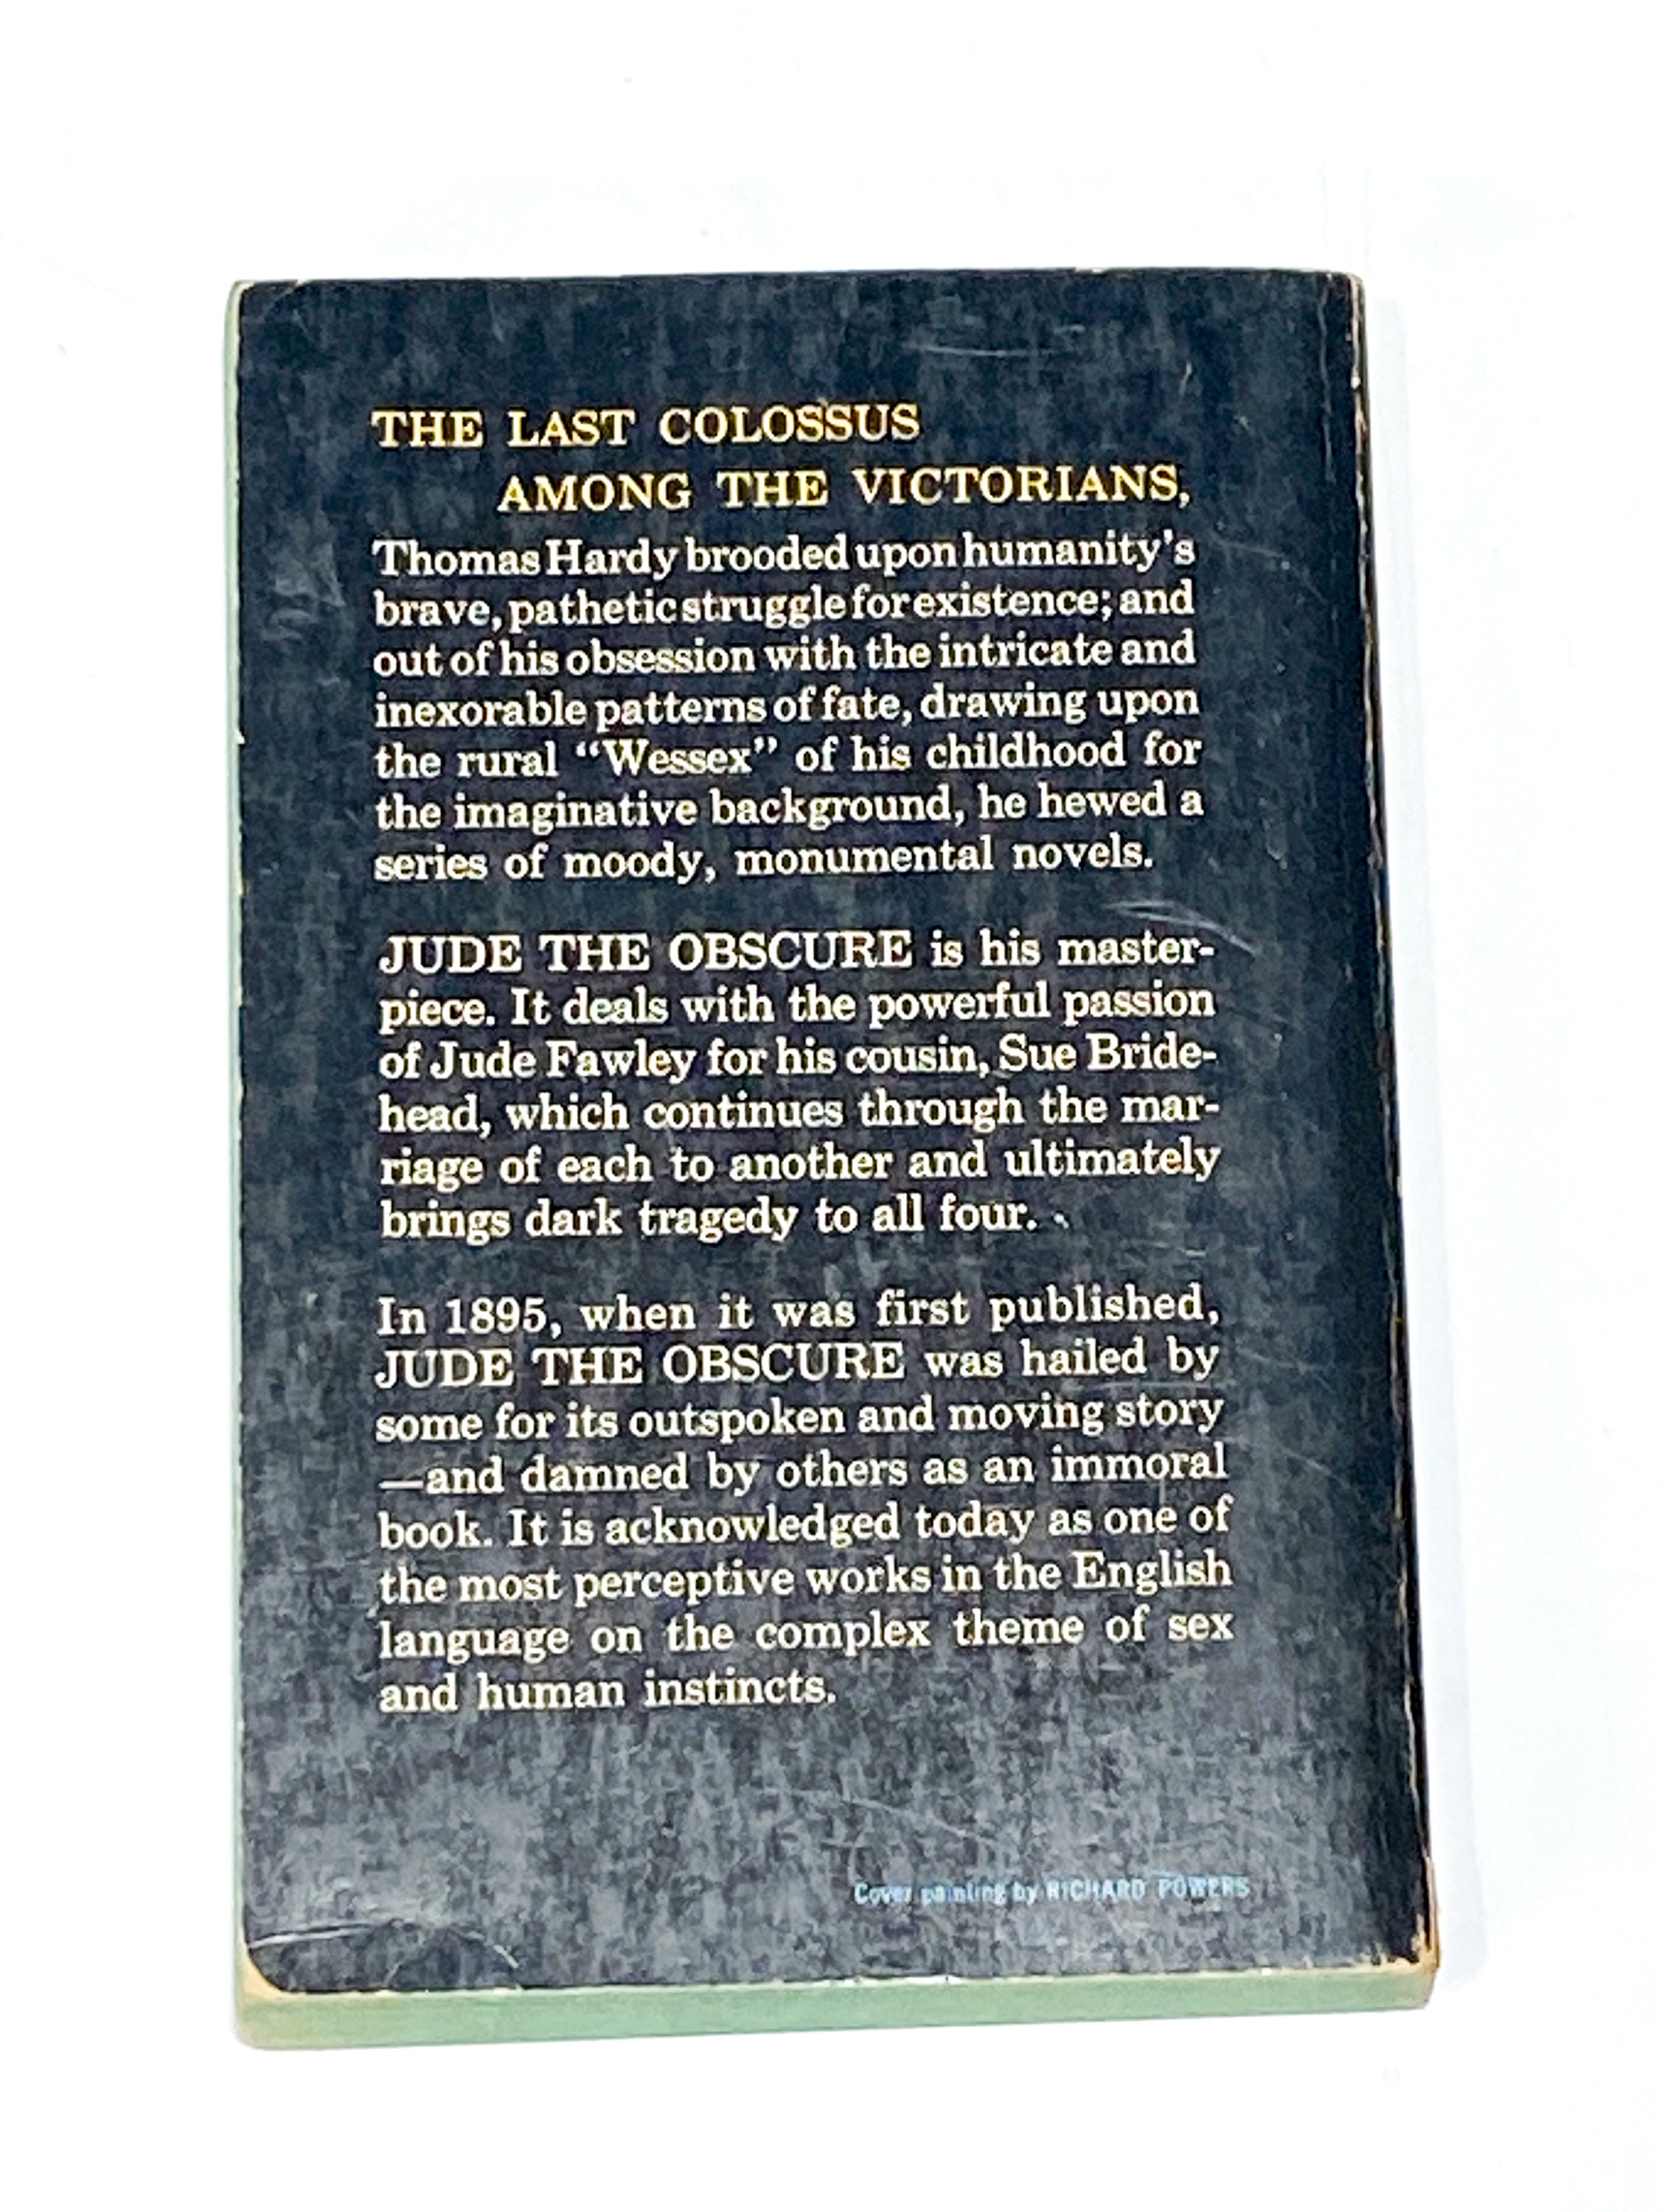 THE LAST COLOSSUS
AMONG THE VICTORIANS,
Thomas Hardy brooded upon humanity's
brave, pathetic struggle for existence; and
out of his obsession with the intricate and
inexorable patterns of fate, drawing upon
the rural “Wessex” of his childhood for
the imaginative background, he hewed a
series of moody, monumental novels.
JUDE THE OBSCURE is his master-
piece. It deals with the powerful passion
of Jude Fawley for his cousin, Sue Bride-
head, which continues through the mar-
riage of each to another and ultimately
brings dark tragedy to all four.
In 1895, when it was first published,
JUDE THE OBSCURE was hailed by
some for its outspoken and moving story
—and damned by others as an immoral
book. It is acknowledged today as one of
the most perceptive works in the English
language on the complex theme of sex
and human instincts.
Cover painting by RICHARD POWERS